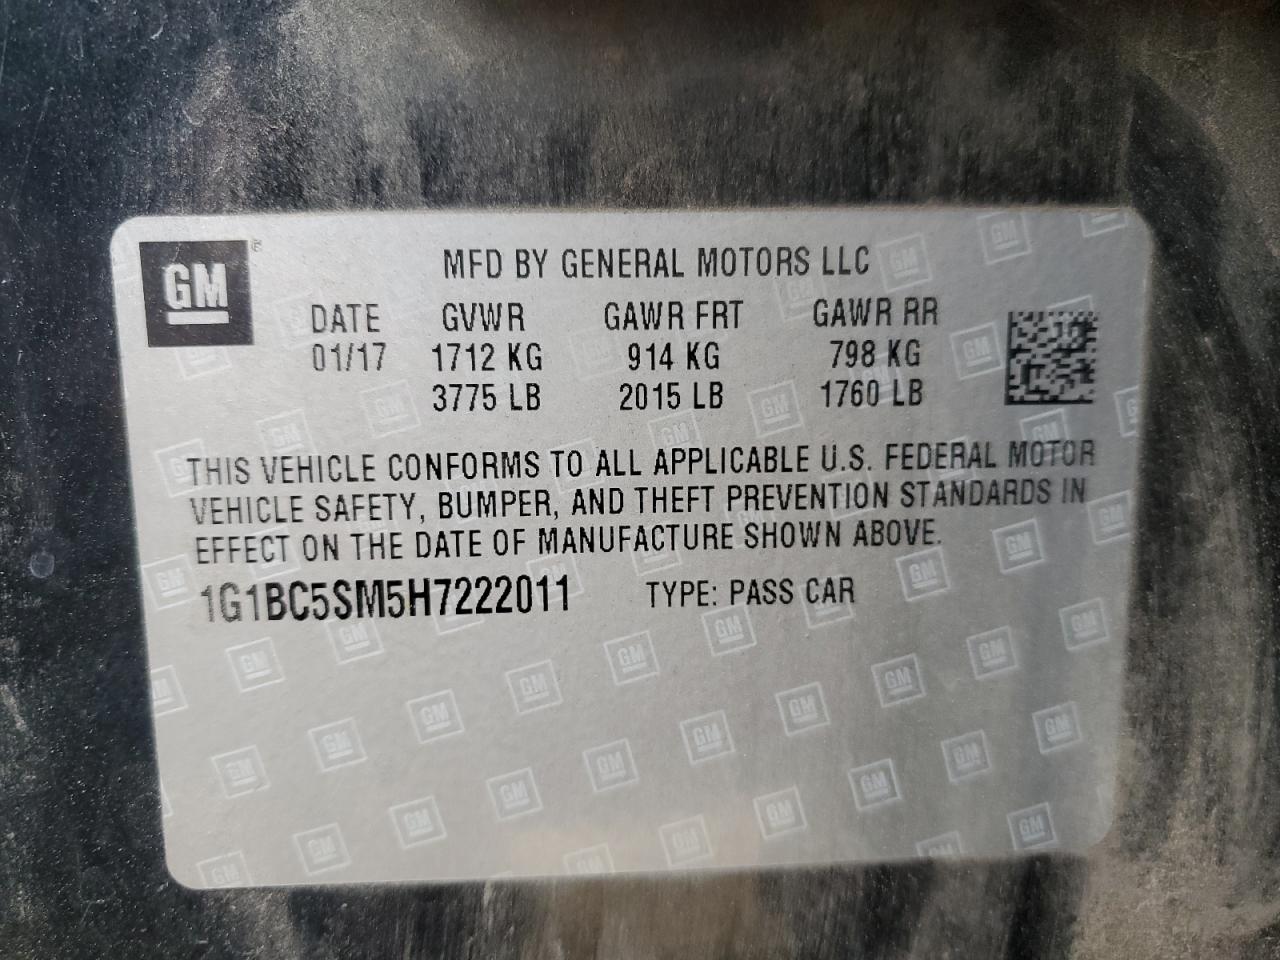 GM
MFD BY GENERAL MOTORS LLC
DATE GVWR GAWR FRT GAWR RR
01/17 1712 KG 914 KG 798 KG
3775 LB 2015 LB 1760 LB
THIS VEHICLE CONFORMS TO ALL APPLICABLE U.S. FEDERAL MOTOR
VEHICLE SAFETY, BUMPER, AND THEFT PREVENTION STANDARDS IN
EFFECT ON THE DATE OF MANUFACTURE SHOWN ABOVE.
1G1BC5SM5H7222011 TYPE: PASS CAR